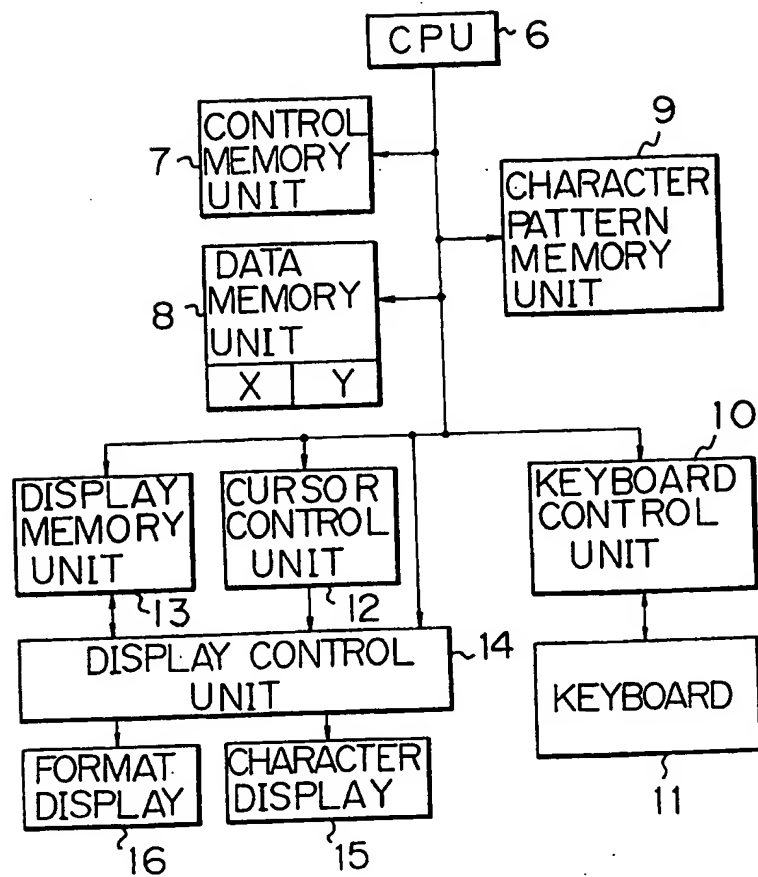 CPU
6
CONTROL
MEMORY
UNIT
7
9
CHARACTER
PATTERN
MEMORY
UNIT
DATA
MEMORY
UNIT
8
X Y
10
DISPLAY
MEMORY
UNIT
13
CURSOR
CONTROL
UNIT
12
KEYBOARD
CONTROL
UNIT
DISPLAY CONTROL
UNIT
14
KEYBOARD
11
FORMAT
DISPLAY
16
CHARACTER
DISPLAY
15